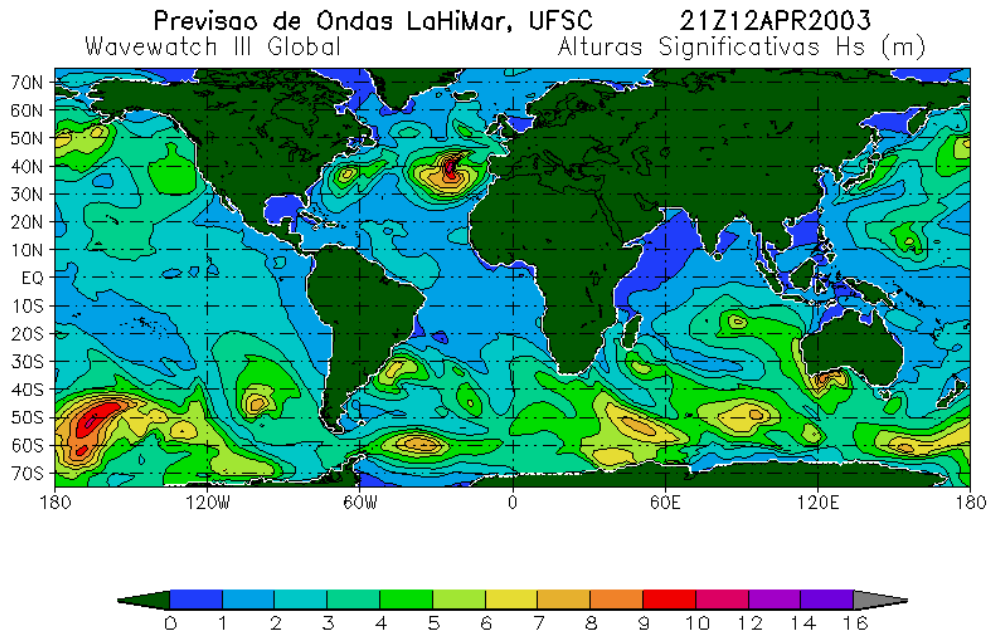 Previsao de Ondas LaHiMar, UFSC 21Z12APR2003
Wavewatch III Global Alturas Significativas Hs (m)
70N
60N
50N
40N
30N
20N
10N
EQ
10S
20S
30S
40S
50S
60S
70S
180 120W 60W 0 60E 120E 180
0 1 2 3 4 5 6 7 8 9 10 12 14 16